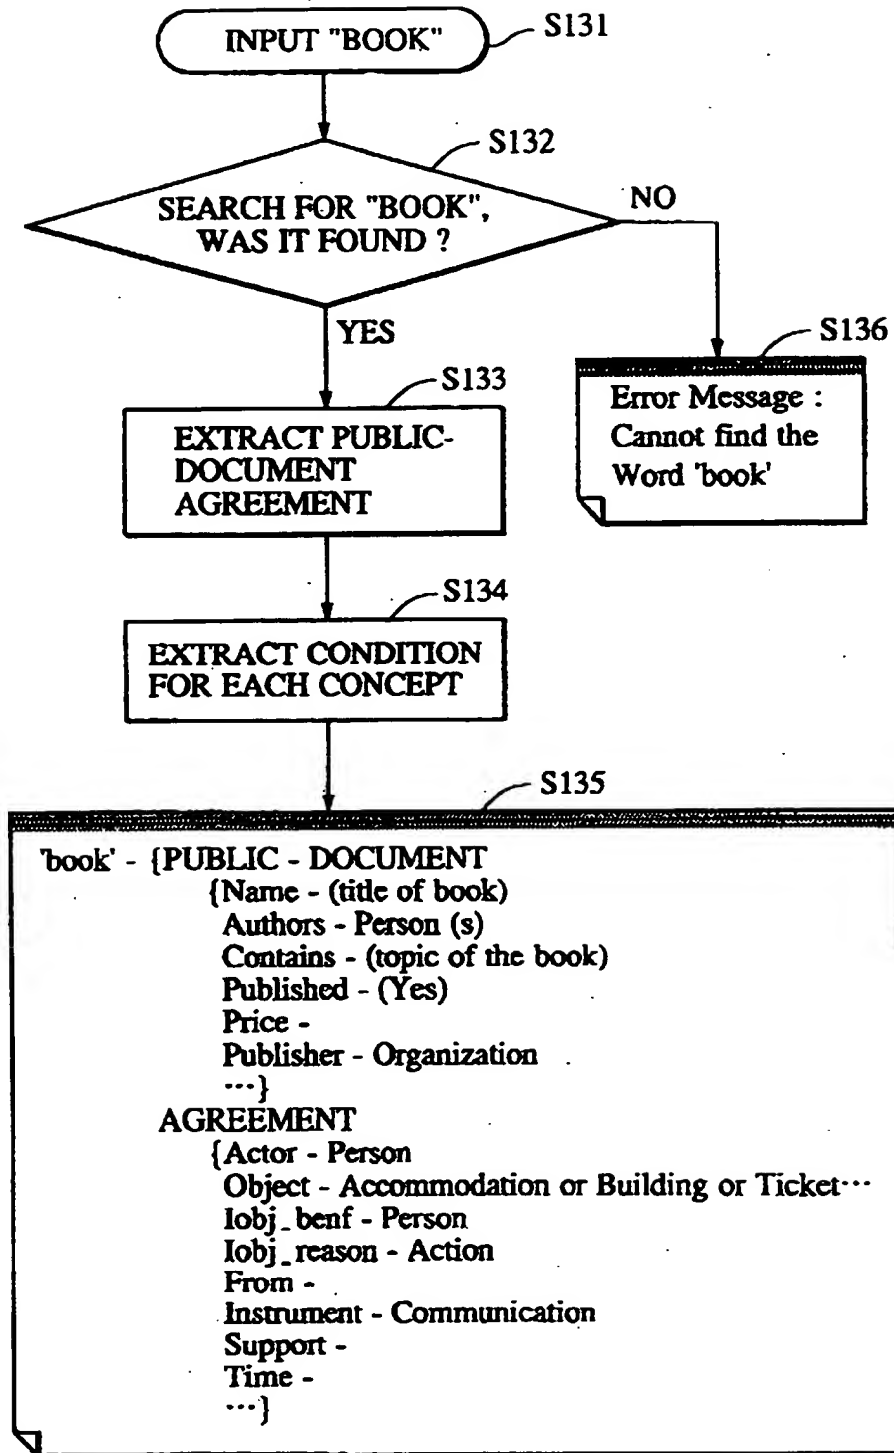 INPUT "BOOK"
S131
S132
SEARCH FOR "BOOK",
WAS IT FOUND ?
NO
YES
S136
Error Message :
Cannot find the
Word 'book'
S133
EXTRACT PUBLIC-
DOCUMENT
AGREEMENT
S134
EXTRACT CONDITION
FOR EACH CONCEPT
S135
'book' - {PUBLIC - DOCUMENT
{Name - (title of book)
Authors - Person (s)
Contains - (topic of the book)
Published - (Yes)
Price -
Publisher - Organization
...}
AGREEMENT
{Actor - Person
Object - Accommodation or Building or Ticket...
Iobj_benf - Person
Iobj_reason - Action
From -
Instrument - Communication
Support -
Time -
...}